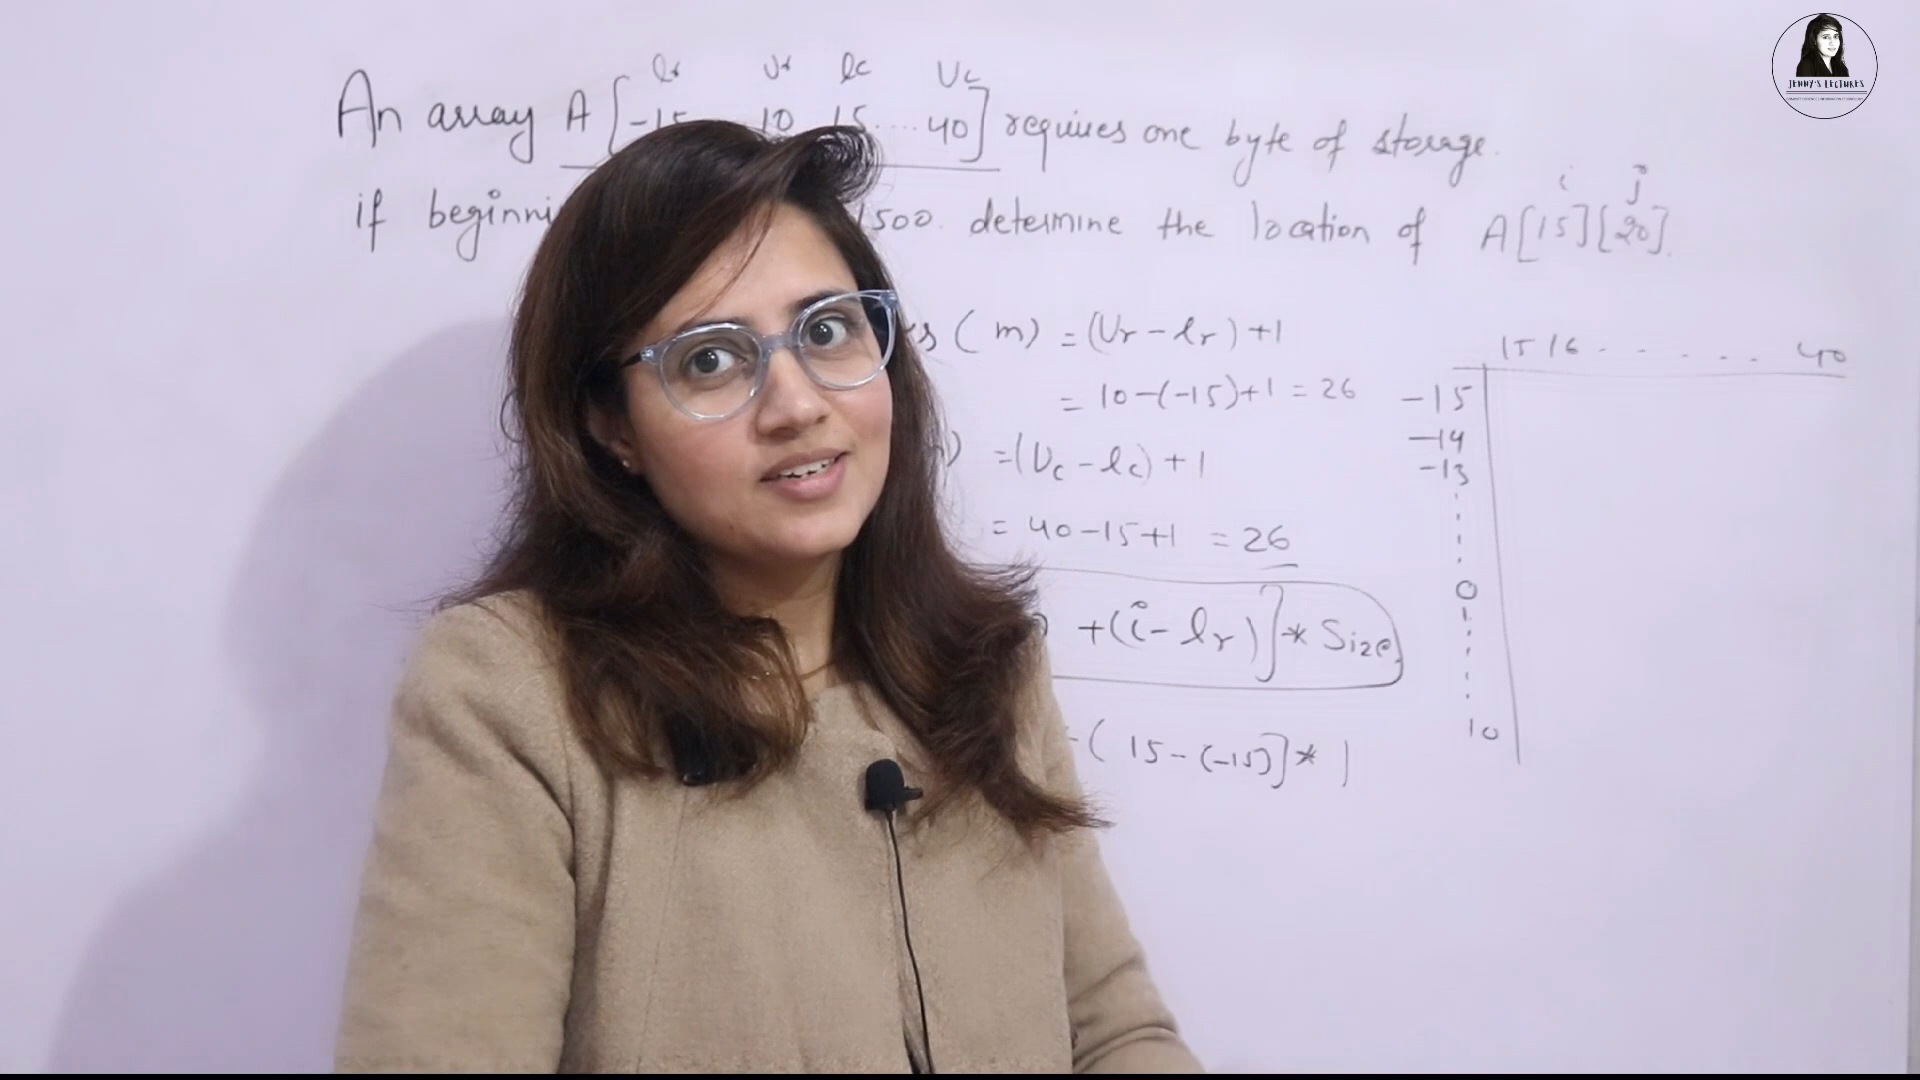 lr Ur lc Uc
An array A [-15 10 15....40] requires one byte of storage.
i j
if beginni 1500. determine the location of A[15][20].
s (m) = (Ur - lr) +1
= 10-(-15)+1 = 26
) =(Uc - lc) +1
= 40-15+1 = 26
+(i- lr)]* Size
( 15-(-15)]* 1
15 16 . . . . . . 40
-15
-14
-13
0
1
10
JENNY'S LECTURES